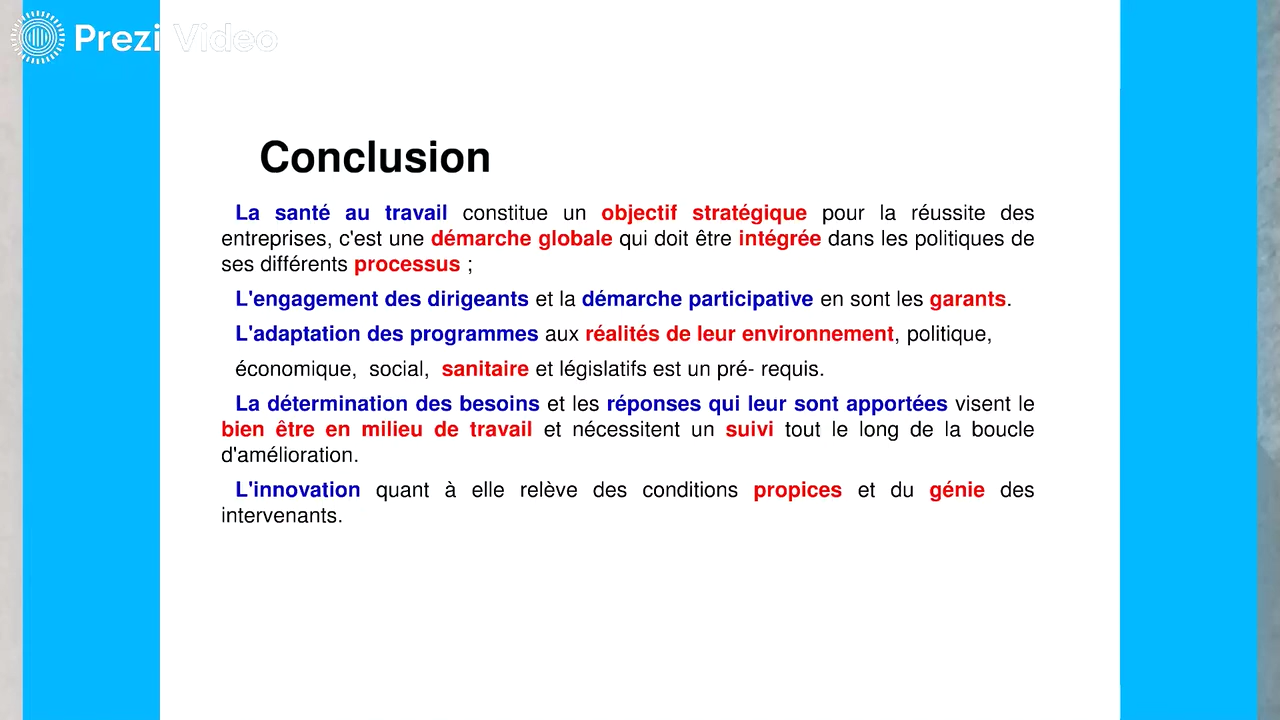 Prezi Video
Conclusion
La santé au travail constitue un objectif stratégique pour la réussite des
entreprises, c'est une démarche globale qui doit être intégrée dans les politiques de
ses différents processus ;
L'engagement des dirigeants et la démarche participative en sont les garants.
L'adaptation des programmes aux réalités de leur environnement, politique,
économique, social, sanitaire et législatifs est un pré- requis.
La détermination des besoins et les réponses qui leur sont apportées visent le
bien être en milieu de travail et nécessitent un suivi tout le long de la boucle
d'amélioration.
L'innovation quant à elle relève des conditions propices et du génie des
intervenants.